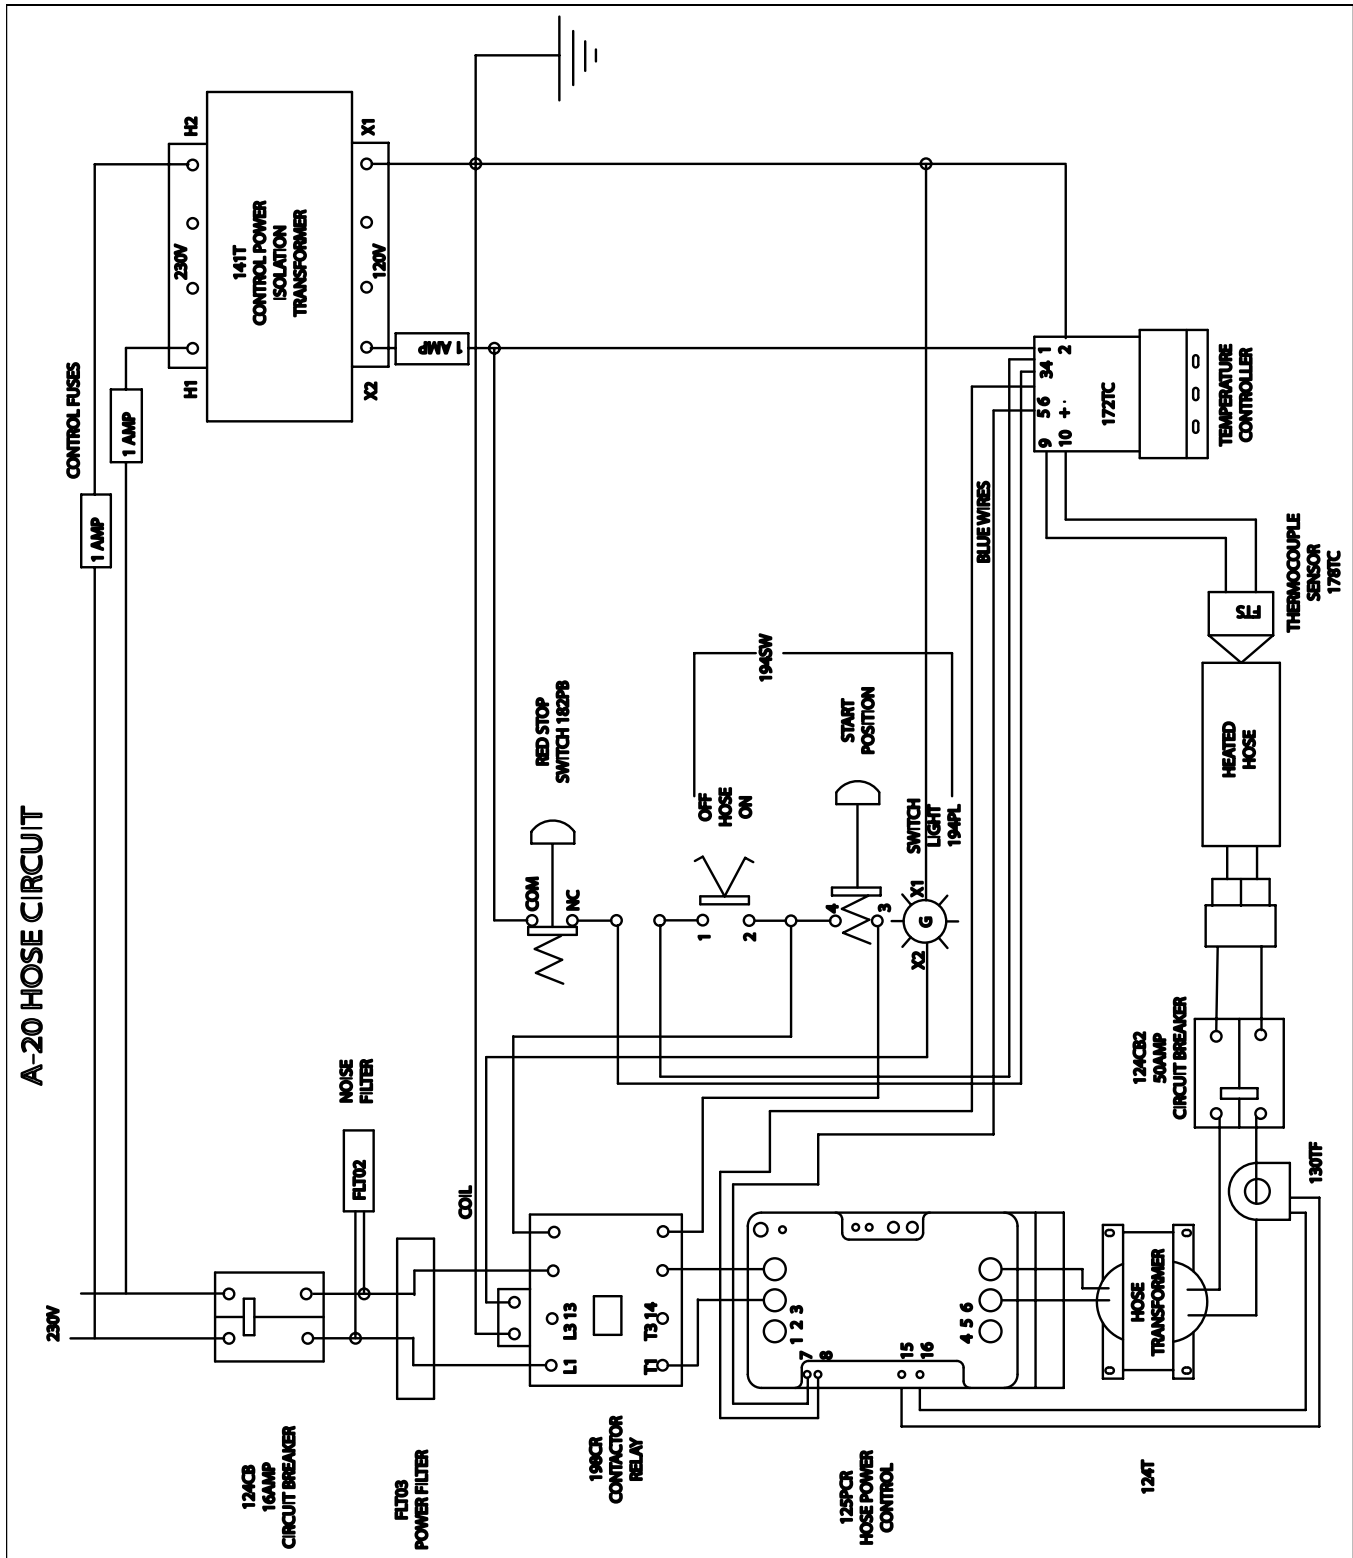 A-20 HOSE CIRCUIT
230V
124CB
16AMP
CIRCUIT BREAKER
FLT03
POWER FILTER
FLT02
NOISE
FILTER
1 AMP
1 AMP
CONTROL FUSES
H1
H2
230V
141T
CONTROL POWER
ISOLATION
TRANSFORMER
120V
X2
X1
1 AMP
COIL
L1
L3 13
T1
T3 14
198CR
CONTACTOR
RELAY
COM
NC
RED STOP
SWITCH 182PB
1
2
OFF
HOSE
ON
194SW
4
3
START
POSITION
X2
G
X1
SWITCH
LIGHT
194PL
BLUE WIRES
9
5 6
34
1
10
+
2
172TC
TEMPERATURE
CONTROLLER
1 2 3
4 5 6
7
8
15
16
125PCR
HOSE POWER
CONTROL
HOSE
TRANSFORMER
124T
130TF
124CB2
50AMP
CIRCUIT BREAKER
HEATED
HOSE
THERMOCOUPLE
SENSOR
178TC